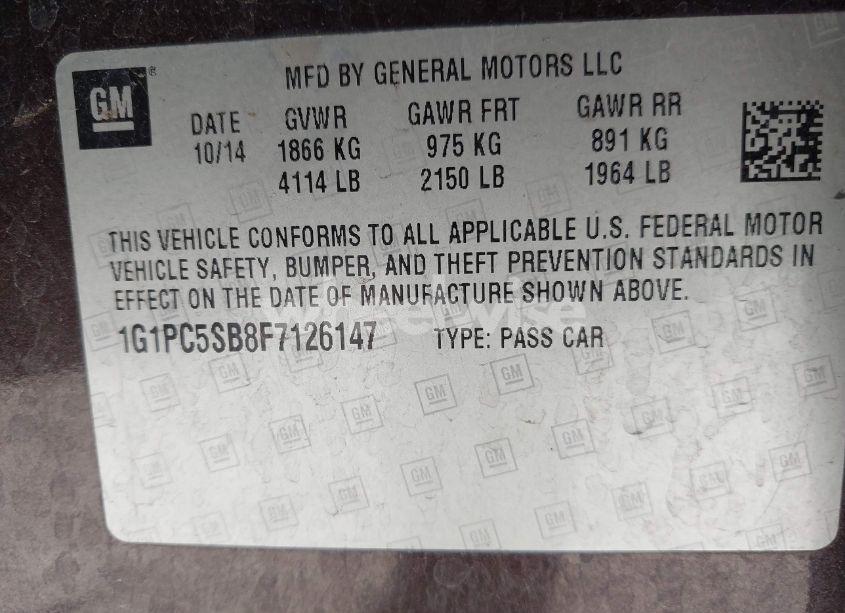 GM
MFD BY GENERAL MOTORS LLC
DATE GVWR GAWR FRT GAWR RR
10/14 1866 KG 975 KG 891 KG
4114 LB 2150 LB 1964 LB
THIS VEHICLE CONFORMS TO ALL APPLICABLE U.S. FEDERAL MOTOR
VEHICLE SAFETY, BUMPER, AND THEFT PREVENTION STANDARDS IN
EFFECT ON THE DATE OF MANUFACTURE SHOWN ABOVE.
1G1PC5SB8F7126147 TYPE: PASS CAR